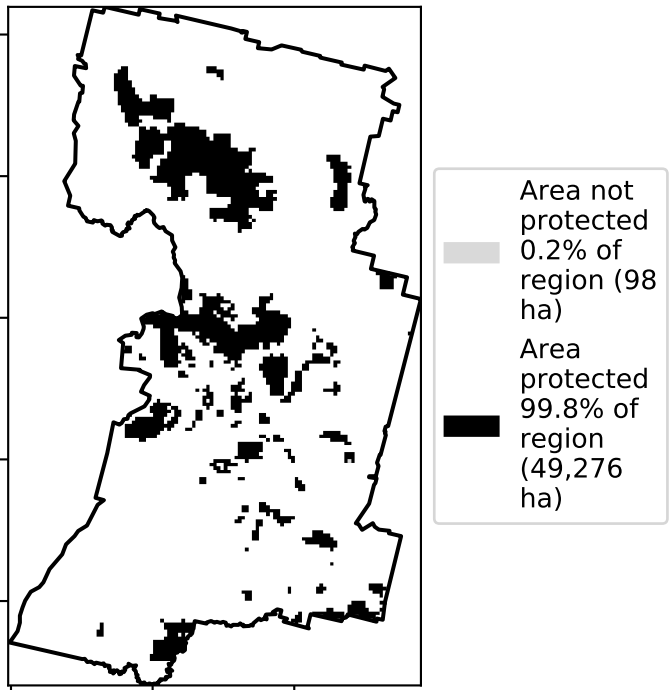 Area not
protected
0.2% of
region (98
ha)
Area
protected
99.8% of
region
(49,276
ha)